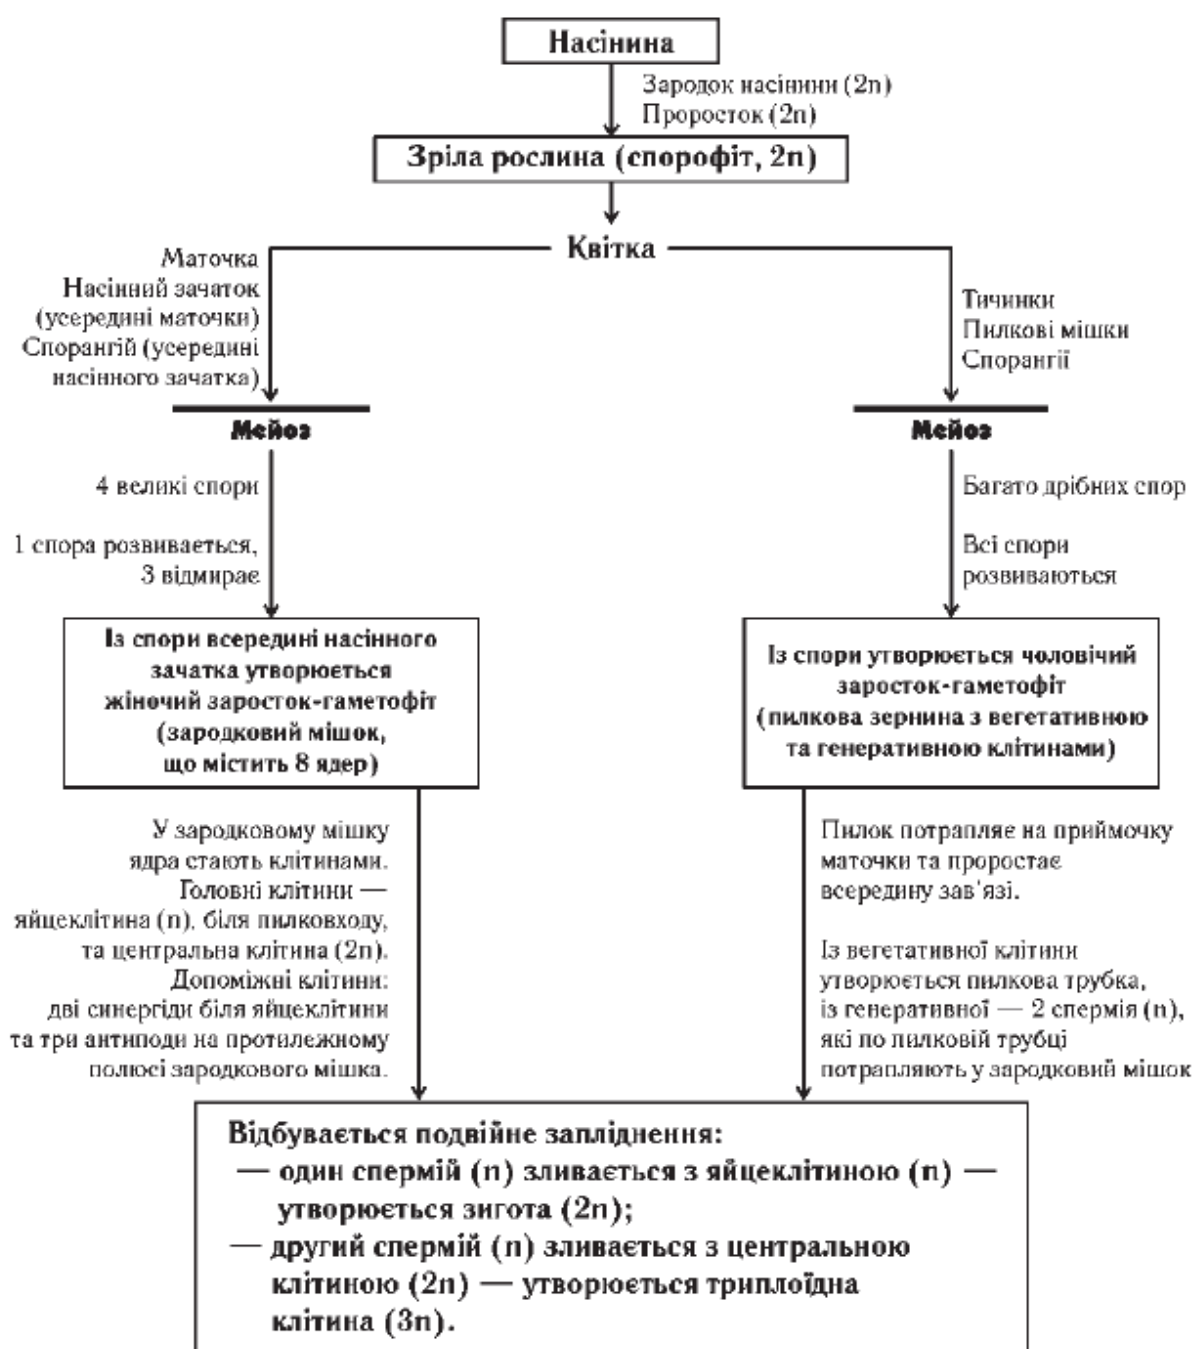 Насінина
Зародок насінини (2n)
Проросток (2n)
Зріла рослина (спорофіт, 2n)
Квітка
Маточка
Насінний зачаток
(усередині маточки)
Спорангій (усередині
насінного зачатка)
Мейоз
4 великі спори
1 спора розвивається,
3 відмирає
Із спори всередині насінного
зачатка утворюється
жіночий заросток-гаметофіт
(зародковий мішок,
що містить 8 ядер)
У зародковому мішку
ядра стають клітинами.
Головні клітини —
яйцеклітина (n), біля пилковходу,
та центральна клітина (2n).
Допоміжні клітини:
дві синергіди біля яйцеклітини
та три антиподи на протилежному
полюсі зародкового мішка.
Тичинки
Пилкові мішки
Спорангії
Мейоз
Багато дрібних спор
Всі спори
розвиваються
Із спори утворюється чоловічий
заросток-гаметофіт
(пилкова зернина з вегетативною
та генеративною клітинами)
Пилок потрапляє на приймочку
маточки та проростає
всередину зав’язі.
Із вегетативної клітини
утворюється пилкова трубка,
із генеративної — 2 спермія (n),
які по пилковій трубці
потрапляють у зародковий мішок
Відбувається подвійне запліднення:
— один спермій (n) зливається з яйцеклітиною (n) —
утворюється зигота (2n);
— другий спермій (n) зливається з центральною
клітиною (2n) — утворюється триплоїдна
клітина (3n).